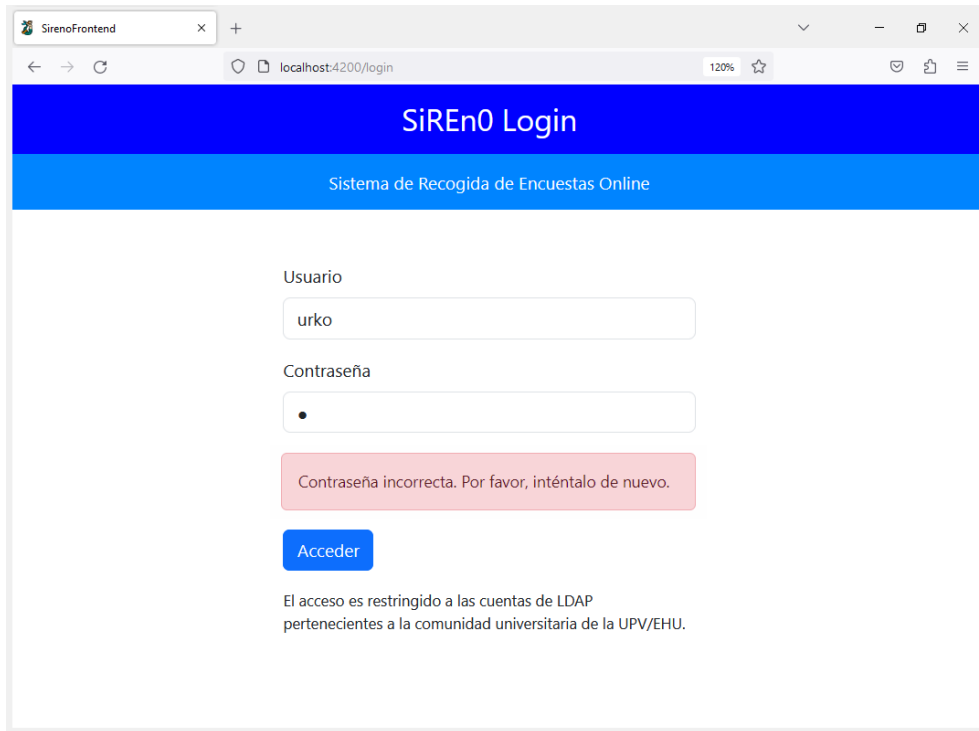 SirenoFrontend
localhost:4200/login
120%
SiREn0 Login
Sistema de Recogida de Encuestas Online
Usuario
urko
Contraseña
●
Contraseña incorrecta. Por favor, inténtalo de nuevo.
Acceder
El acceso es restringido a las cuentas de LDAP
pertenecientes a la comunidad universitaria de la UPV/EHU.